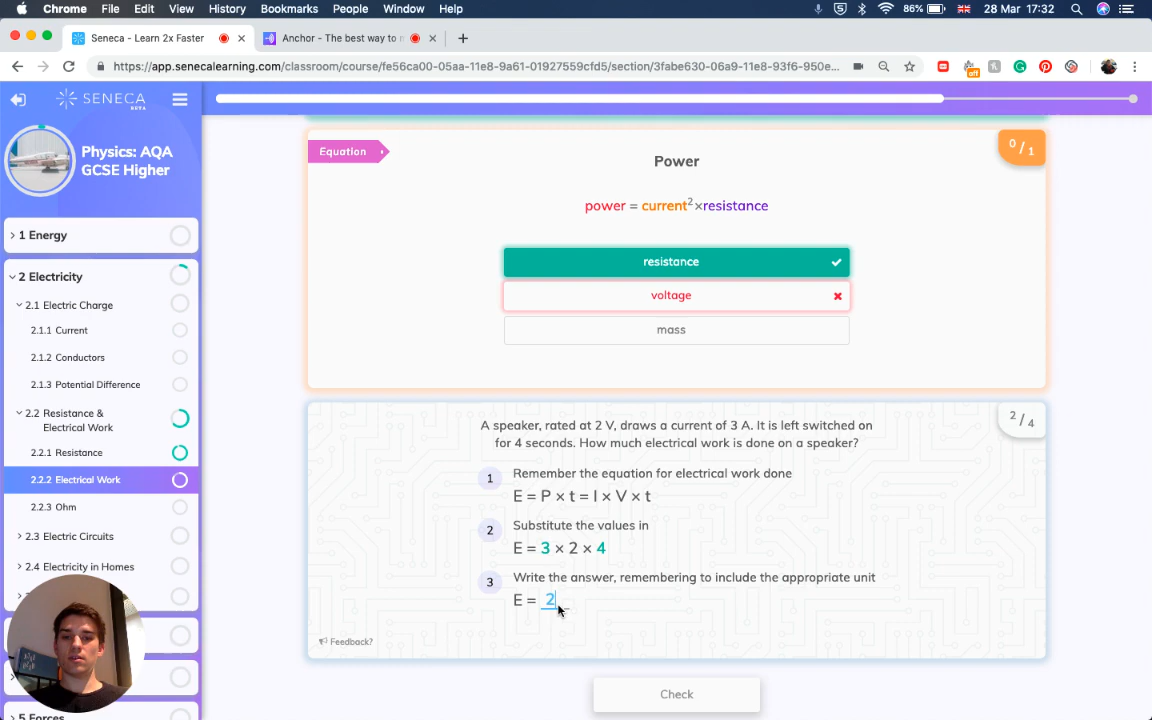 Chrome File Edit View History Bookmarks People Window Help
86% 28 Mar 17:32
Seneca - Learn 2x Faster
Anchor - The best way to
https://app.senecalearning.com/classroom/course/fe56ca00-05aa-11e8-9a61-01927559cfd5/section/3fabe630-06a9-11e8-93f6-950e...
off
SENECA
BETA
Physics: AQA
GCSE Higher
1 Energy
2 Electricity
2.1 Electric Charge
2.1.1 Current
2.1.2 Conductors
2.1.3 Potential Difference
2.2 Resistance &
Electrical Work
2.2.1 Resistance
2.2.2 Electrical Work
2.2.3 Ohm
2.3 Electric Circuits
2.4 Electricity in Homes
5 Forces
Equation
0/1
Power
power = current²×resistance
resistance
voltage
mass
2/4
A speaker, rated at 2 V, draws a current of 3 A. It is left switched on
for 4 seconds. How much electrical work is done on a speaker?
1 Remember the equation for electrical work done
E = P × t = I × V × t
2 Substitute the values in
E = 3 × 2 × 4
3 Write the answer, remembering to include the appropriate unit
E = 2
Feedback?
Check